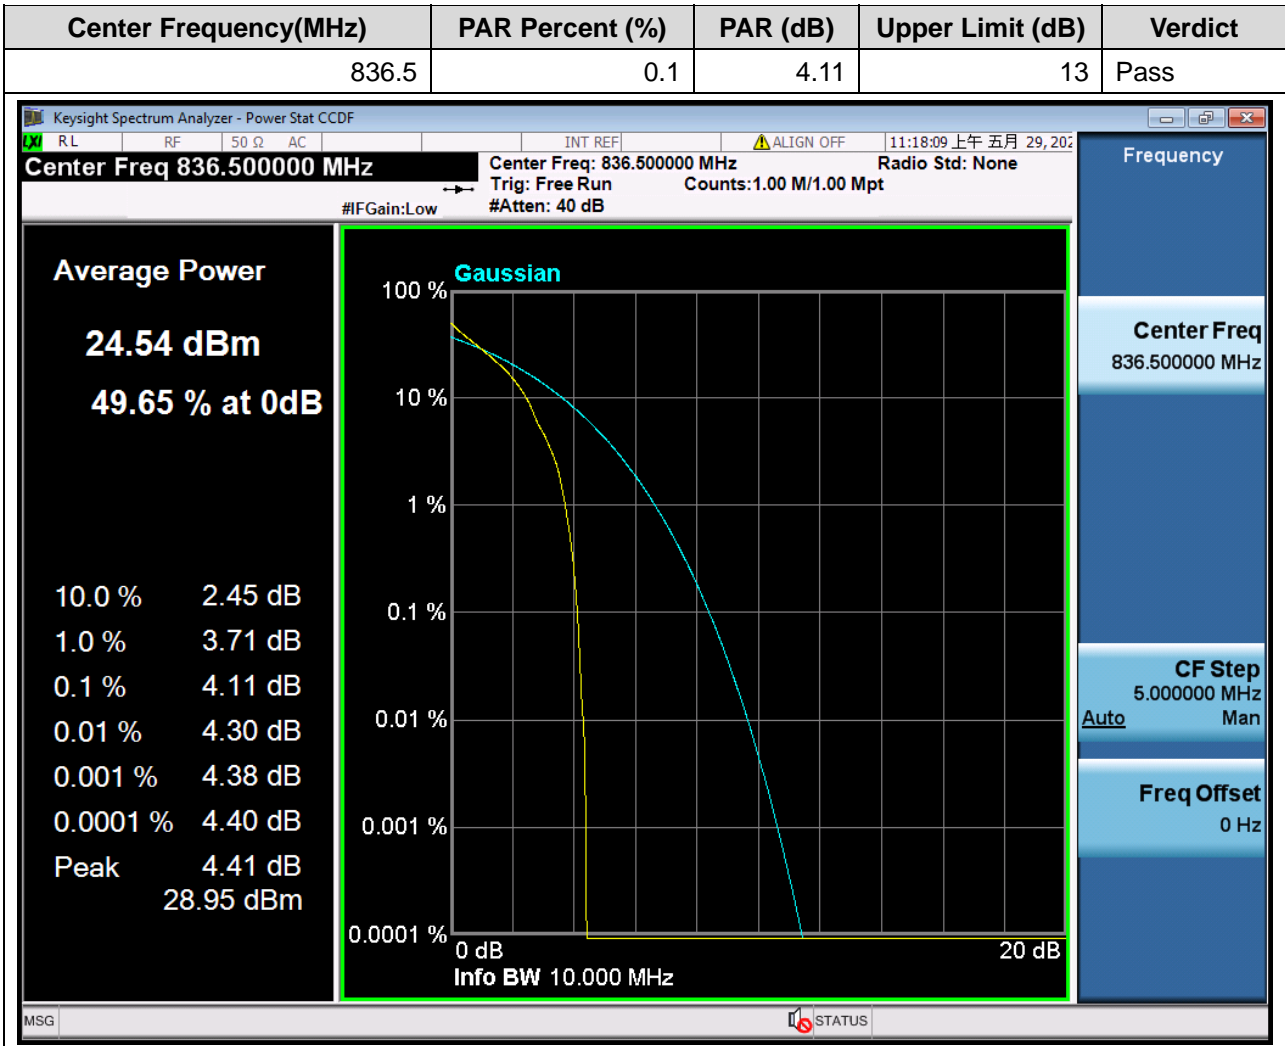 Center Frequency(MHz) PAR Percent (%) PAR (dB) Upper Limit (dB) Verdict
836.5 0.1 4.11 13 Pass
Keysight Spectrum Analyzer - Power Stat CCDF
LXI RL RF 50 Ω AC INT REF ALIGN OFF 11:18:09 上午 五月 29, 202
Center Freq 836.500000 MHz
Center Freq: 836.500000 MHz Radio Std: None
Trig: Free Run Counts:1.00 M/1.00 Mpt
#IFGain:Low #Atten: 40 dB
Average Power
24.54 dBm
49.65 % at 0dB
10.0 % 2.45 dB
1.0 % 3.71 dB
0.1 % 4.11 dB
0.01 % 4.30 dB
0.001 % 4.38 dB
0.0001 % 4.40 dB
Peak 4.41 dB
28.95 dBm
Gaussian
100 %
10 %
1 %
0.1 %
0.01 %
0.001 %
0.0001 %
0 dB 20 dB
Info BW 10.000 MHz
Frequency
Center Freq
836.500000 MHz
CF Step
5.000000 MHz
Auto Man
Freq Offset
0 Hz
MSG STATUS